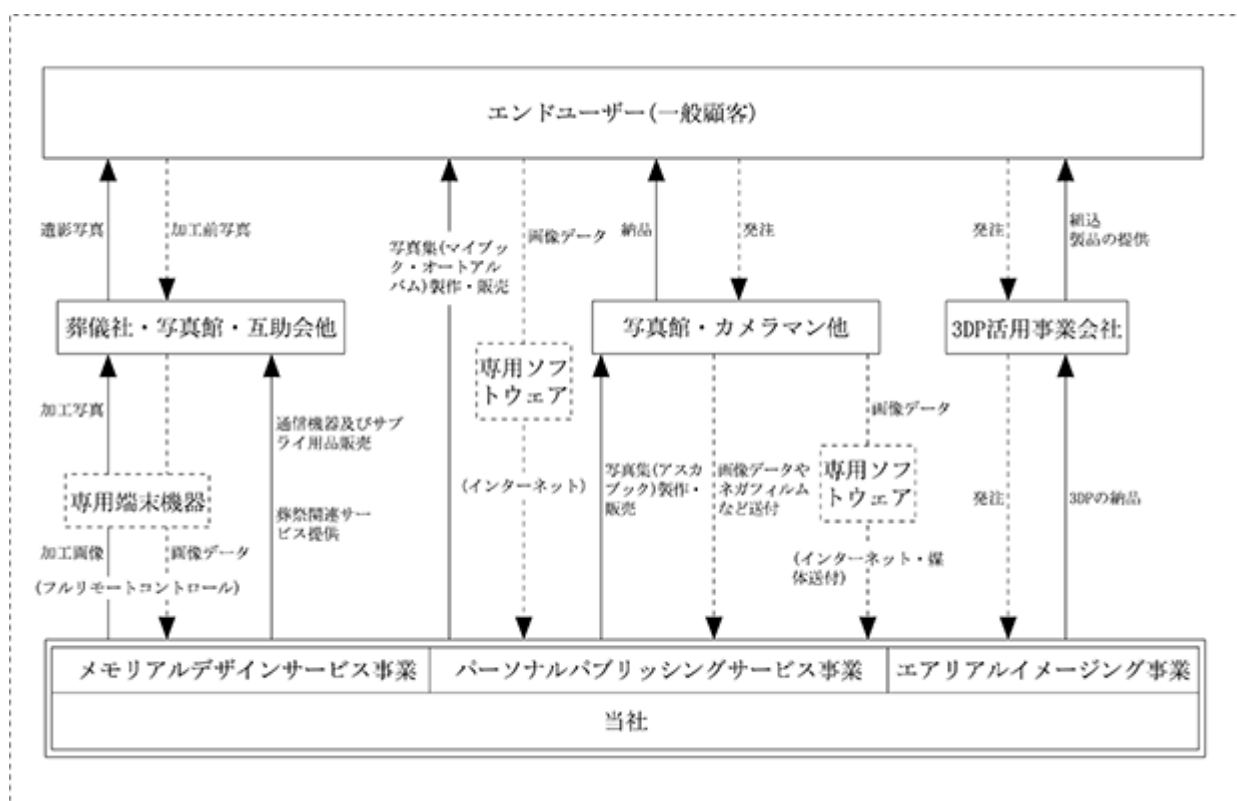 エンドユーザー(一般顧客)
遺影写真
加工前写真
写真集(マイブッ
ク・オートアル
バム)製作・販売
画像データ
納品
発注
発注
組込
製品の提供
葬儀社・写真館・互助会他
写真館・カメラマン他
3DP活用事業会社
専用ソフ
トウェア
加工写真
通信機器及びサプ
ライ用品販売
画像データ
専用端末機器
(インターネット)
写真集(アスカ
ブック)製作・
販売
画像データや
ネガフィルム
など送付
専用ソフ
トウェア
発注
3DPの納品
葬祭関連サー
ビス提供
加工画像
画像データ
(フルリモートコントロール)
(インターネット・媒
体送付)
メモリアルデザインサービス事業
パーソナルパブリッシングサービス事業
エアリアルイメージング事業
当社